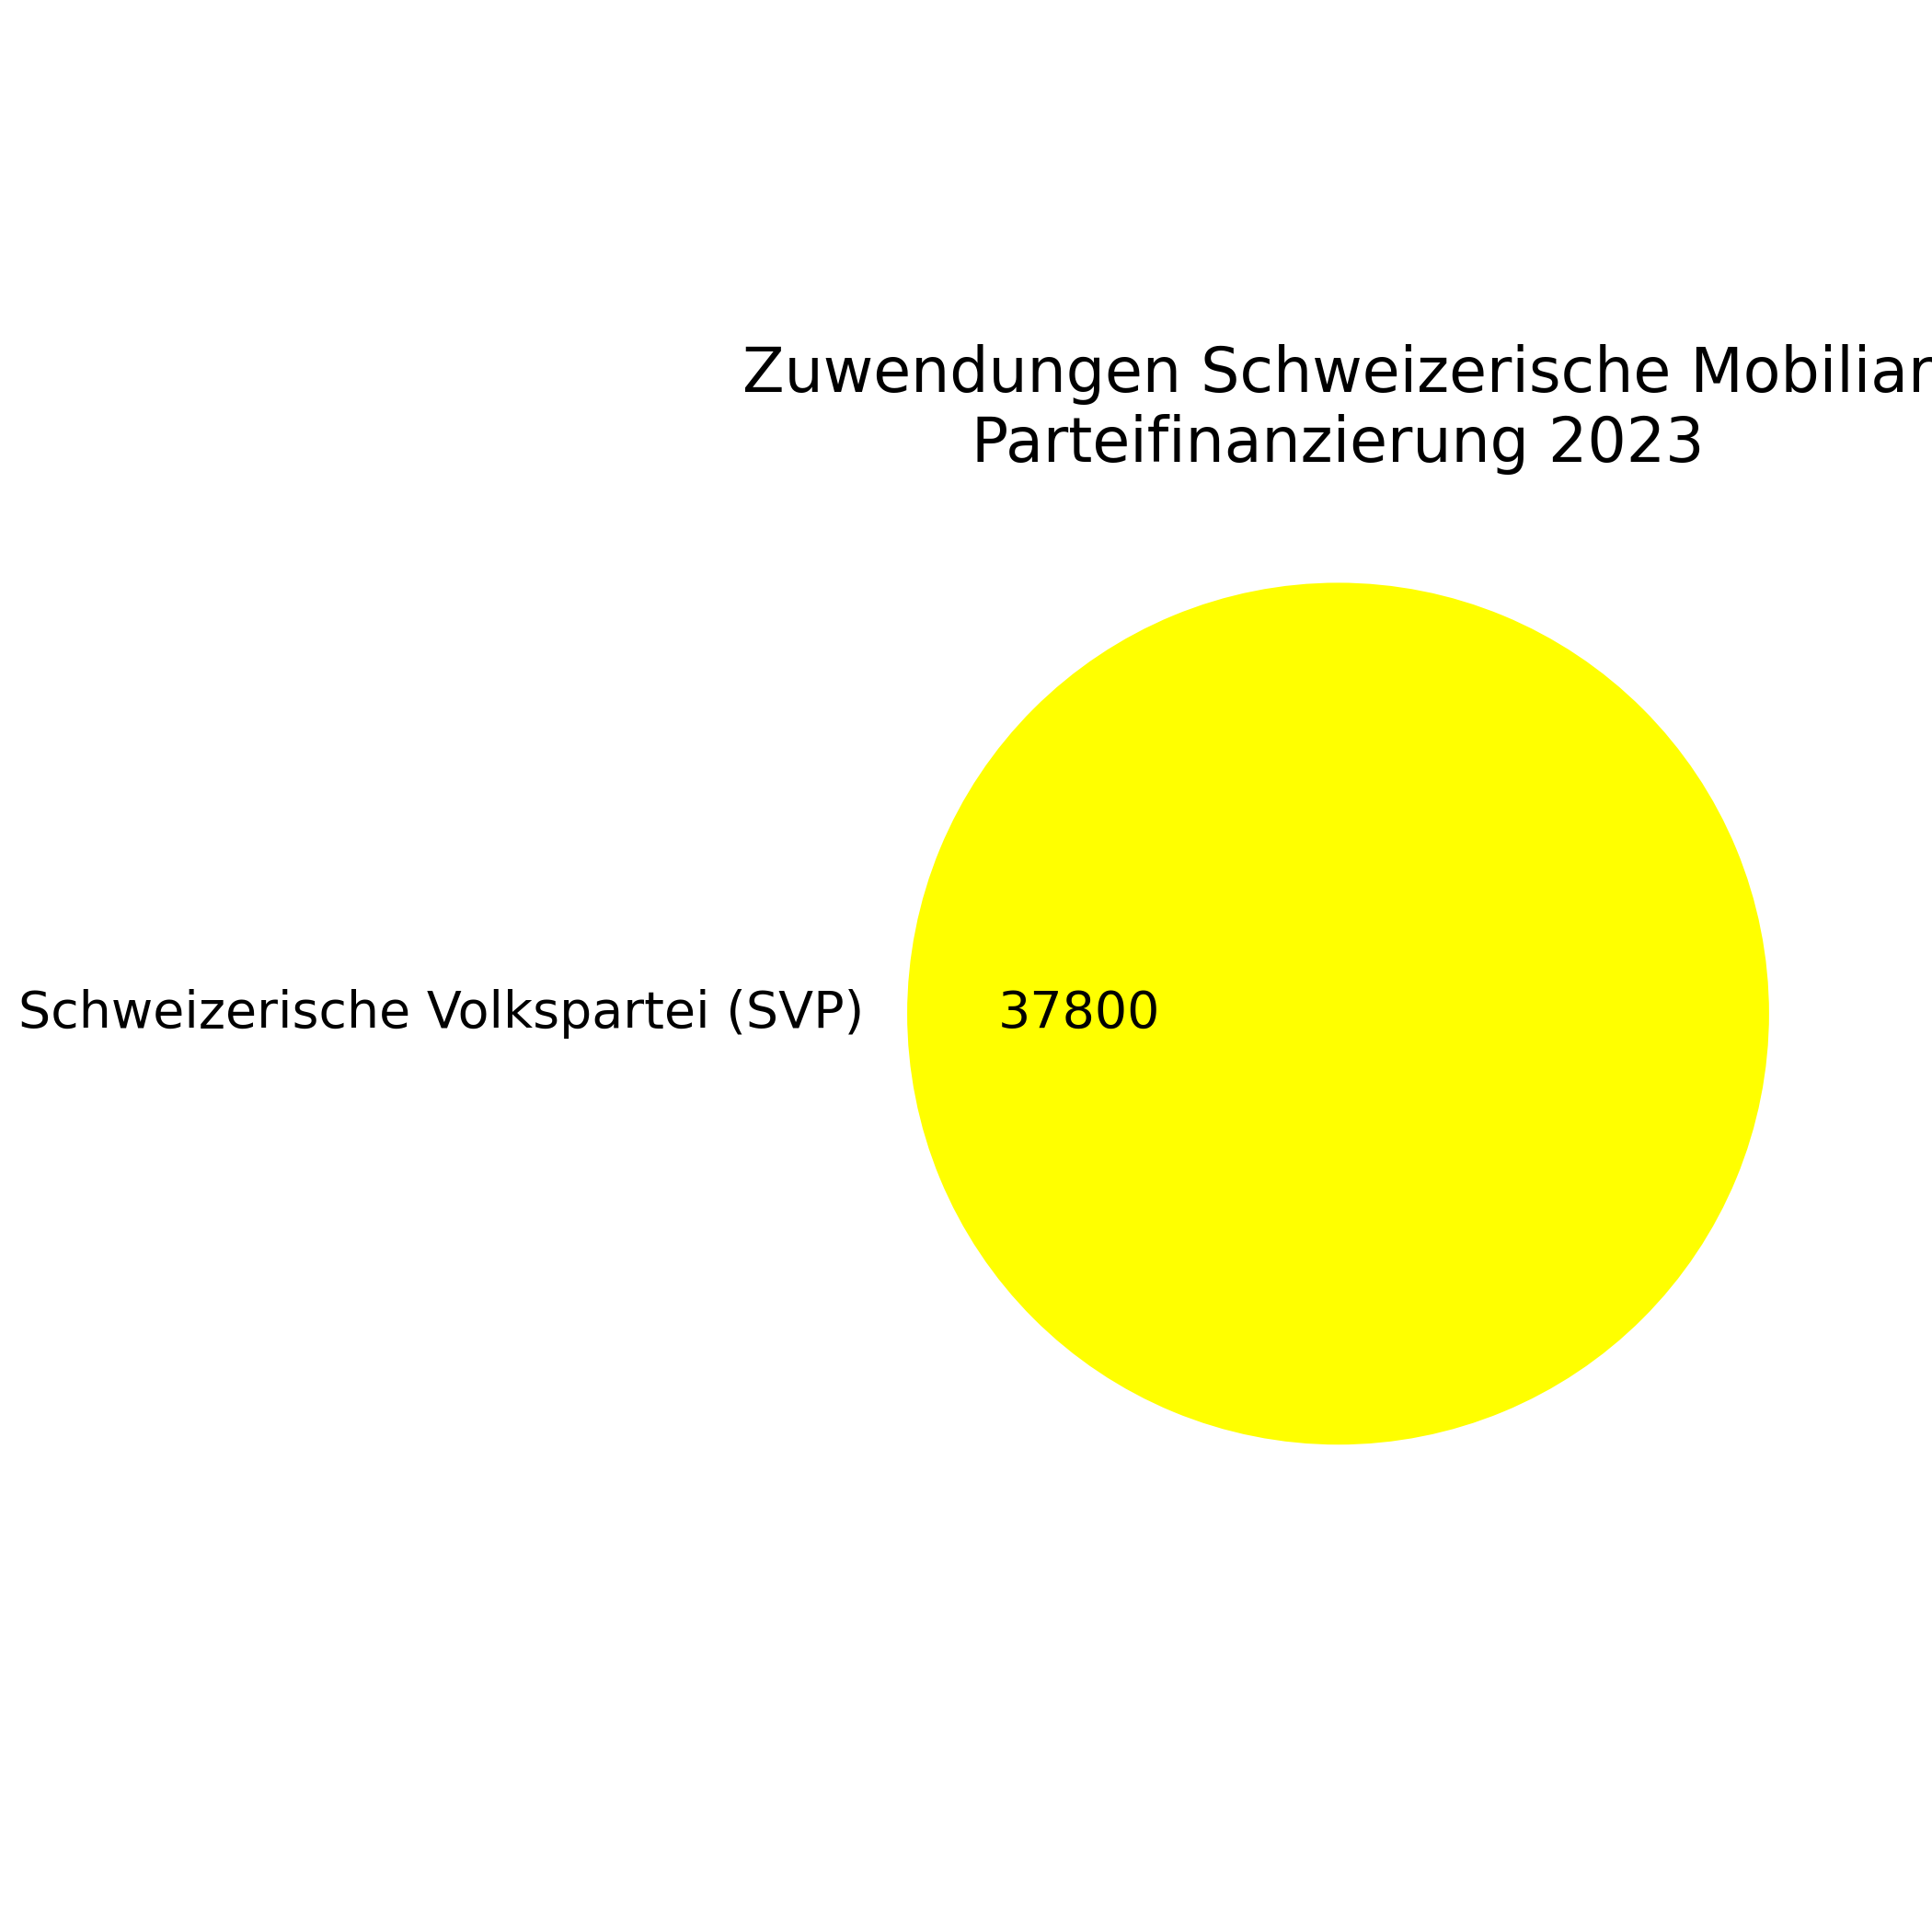 Zuwendungen Schweizerische Mobiliar
Parteifinanzierung 2023
Schweizerische Volkspartei (SVP)
37800